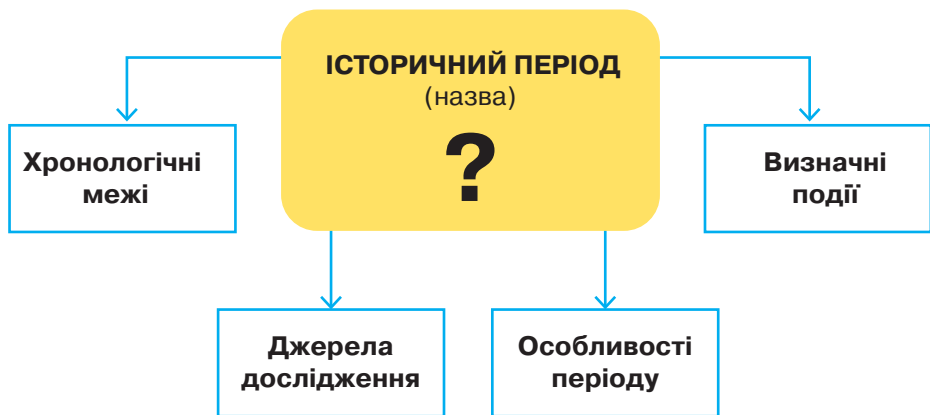 ІСТОРИЧНИЙ ПЕРІОД
(назва)
?
Хронологічні
межі
Визначні
події
Джерела
дослідження
Особливості
періоду